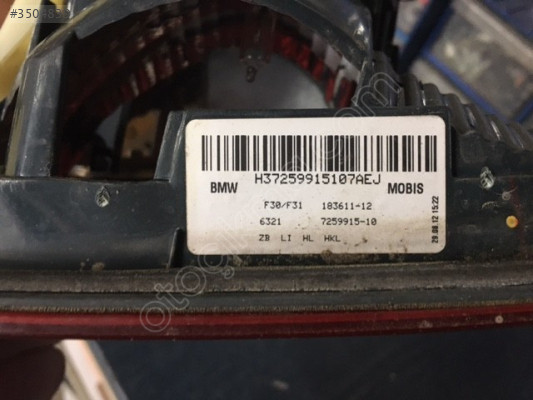 H37259915107AEJ
BMW MOBIS
F30/F31 183611-12
6321 7259915-10
ZB LI HL HKL
29.08.12 15:22